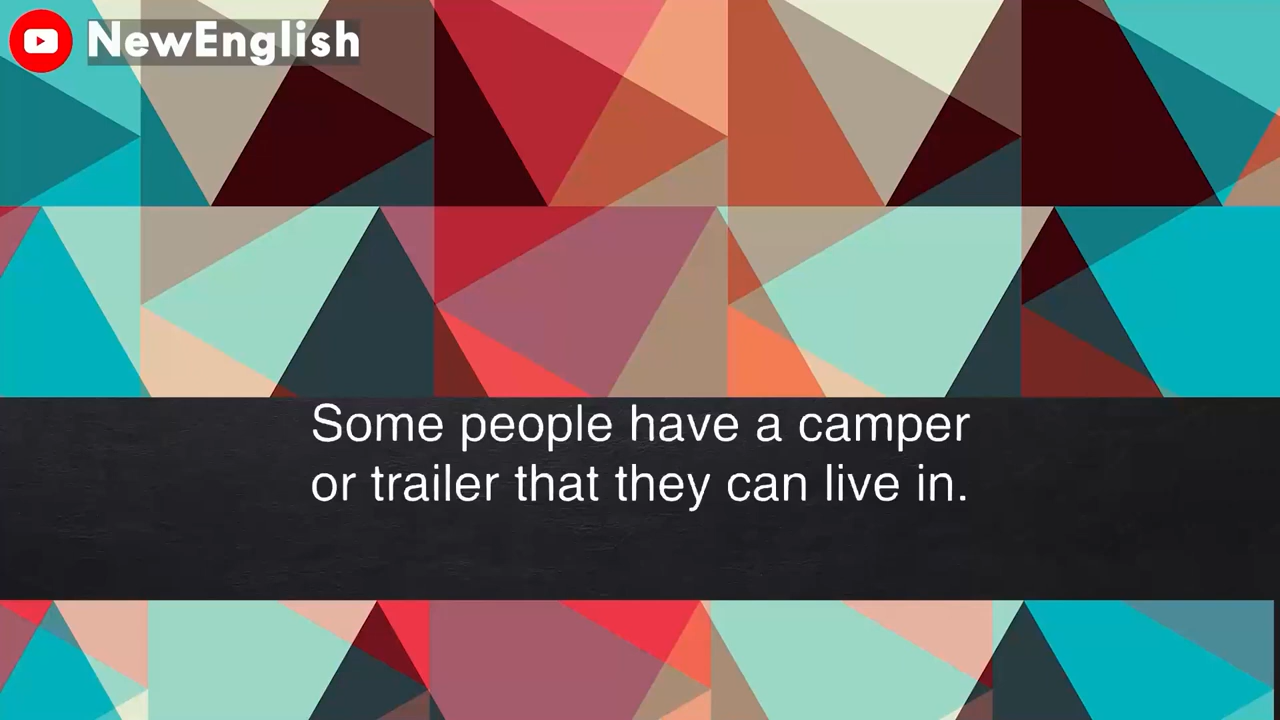 NewEnglish
Some people have a camper
or trailer that they can live in.